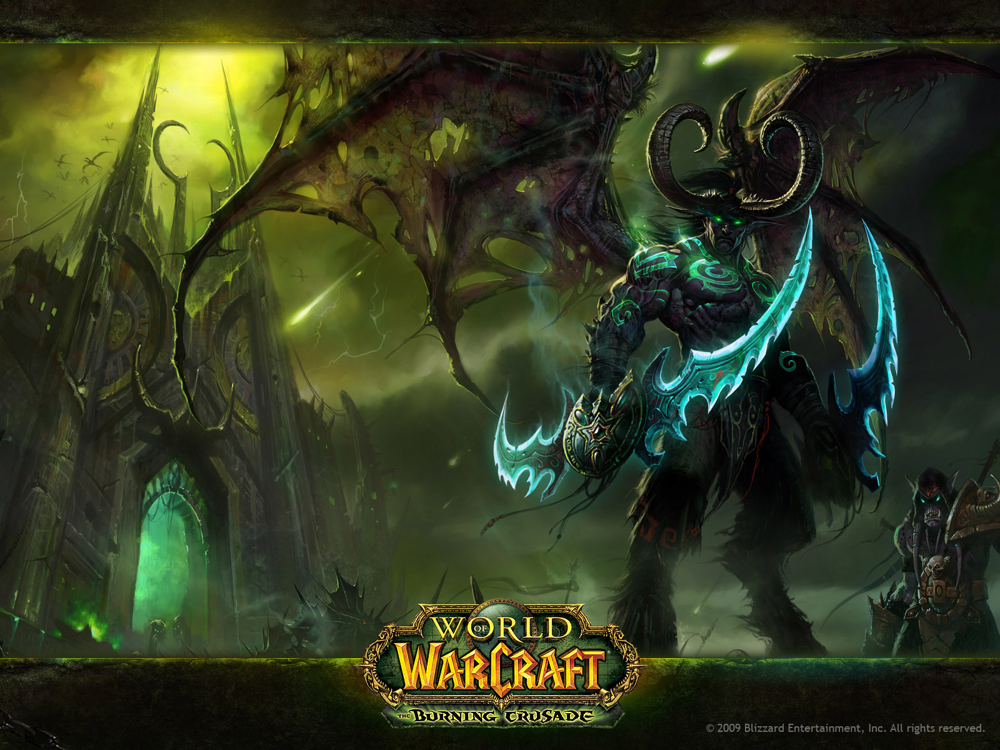 WORLD OF
WARCRAFT®
THE BURNING CRUSADE
© 2009 Blizzard Entertainment, Inc. All rights reserved.